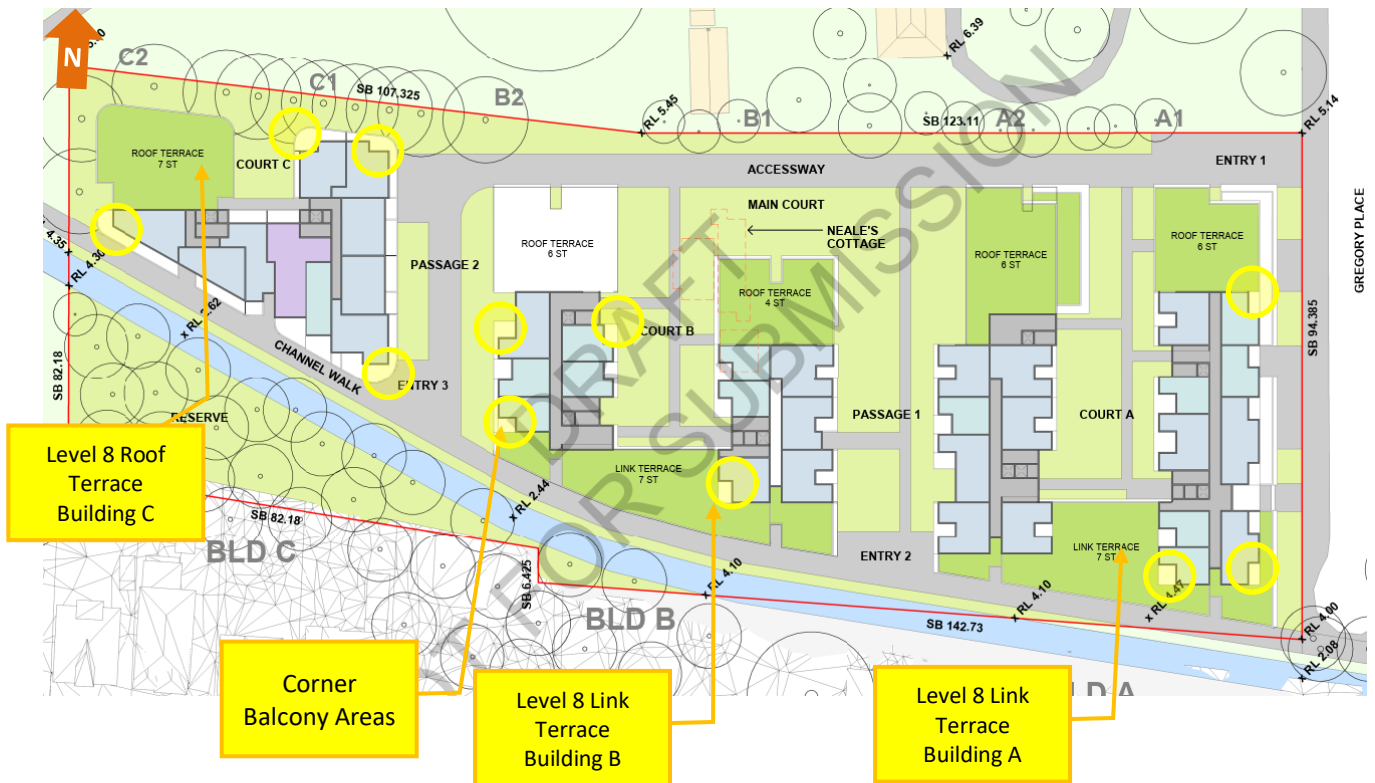 N
C2
C1
SB 107.325
B2
x RL 5.45
B1
SB 123.11
x RL 6.39
A2
A1
x RL 5.14
ROOF TERRACE
7 ST
COURT C
ACCESSWAY
ENTRY 1
MAIN COURT
NEALE'S
COTTAGE
GREGORY PLACE
ROOF TERRACE
6 ST
ROOF TERRACE
6 ST
ROOF TERRACE
6 ST
PASSAGE 2
ROOF TERRACE
4 ST
COURT B
4.35
x RL 4.30
CHANNEL WALK
ENTRY 3
SB 82.18
SB 94.385
RESERVE
PASSAGE 1
COURT A
LINK TERRACE
7 ST
x RL 2.44
ENTRY 2
LINK TERRACE
7 ST
SB 82.18
BLD C
SB 6.425
x RL 4.10
BLD B
SB 142.73
x RL 4.10
x RL 4.47
x RL 4.00
x RL 2.08
DRAFT
FOR SUBMISSION
Level 8 Roof
Terrace
Building C
Corner
Balcony Areas
Level 8 Link
Terrace
Building B
Level 8 Link
Terrace
Building A